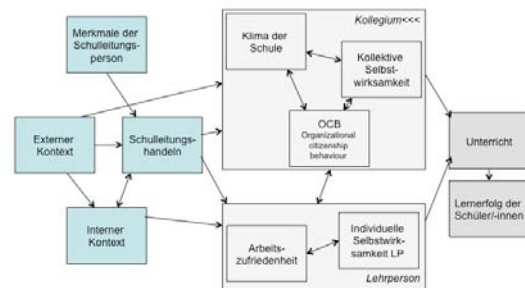 Merkmale der
Schulleitungs-
person
Externer
Kontext
Schulleitungs-
handeln
Interner
Kontext
Kollegium<<<
Klima der
Schule
Kollektive
Selbst-
wirksamkeit
OCB
Organizational
citizenship
behaviour
Arbeits-
zufriedenheit
Individuelle
Selbstwirk-
samkeit LP
Lehrperson
Unterricht
Lernerfolg der
Schüler/-innen